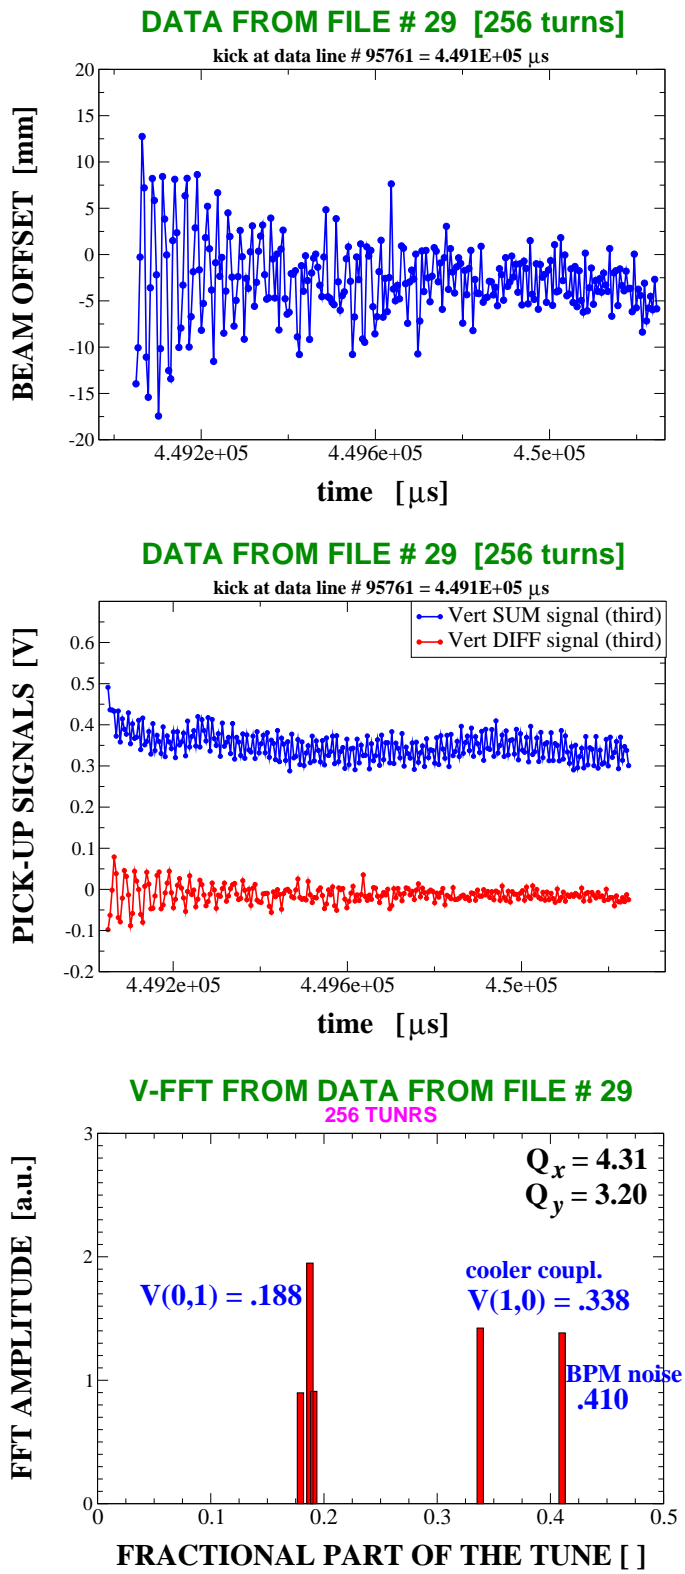 DATA FROM FILE # 29 [256 turns]
kick at data line # 95761 = 4.491E+05 μs
BEAM OFFSET [mm]
20
15
10
5
0
-5
-10
-15
-20
4.492e+05 4.496e+05 4.5e+05
time [μs]
DATA FROM FILE # 29 [256 turns]
kick at data line # 95761 = 4.491E+05 μs
PICK-UP SIGNALS [V]
Vert SUM signal (third)
Vert DIFF signal (third)
0.6
0.5
0.4
0.3
0.2
0.1
0
-0.1
-0.2
4.492e+05 4.496e+05 4.5e+05
time [μs]
V-FFT FROM DATA FROM FILE # 29
256 TUNRS
FFT AMPLITUDE [a.u.]
3
2
1
0
Qx = 4.31
Qy = 3.20
cooler coupl.
V(0,1) = .188
V(1,0) = .338
BPM noise
.410
0 0.1 0.2 0.3 0.4 0.5
FRACTIONAL PART OF THE TUNE [ ]